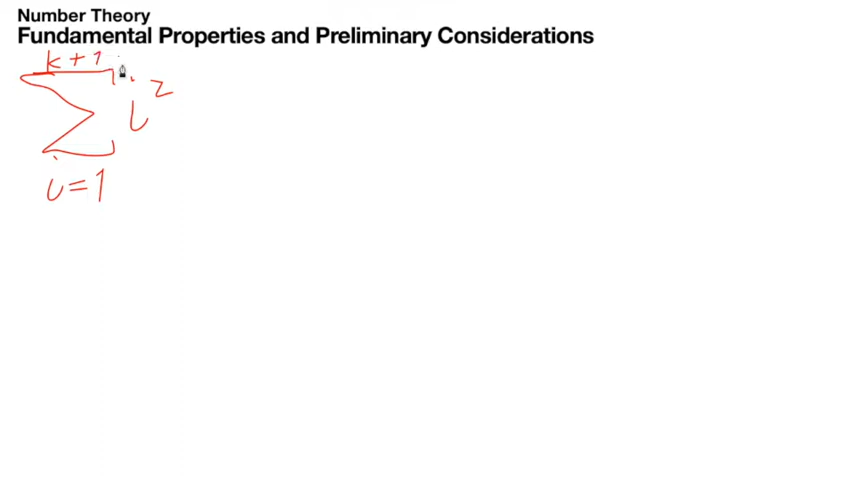 Number Theory
Fundamental Properties and Preliminary Considerations
k+1
∑ i²
i=1